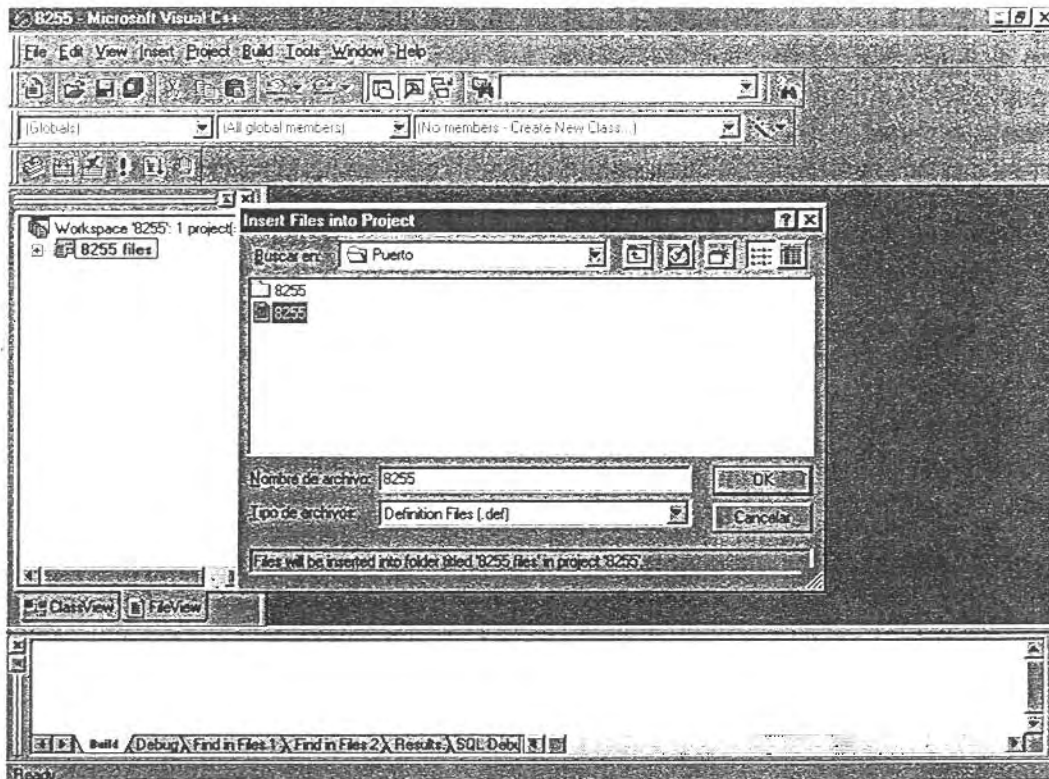 8255 - Microsoft Visual C++
File Edit View Insert Project Build Tools Window Help
(Globals) (All global members) (No members - Create New Class...)
Workspace '8255': 1 project(
8255 files
Insert Files into Project
Buscar en: Puerto
8255
8255
Nombre de archivo: 8255
OK
Tipo de archivos: Definition Files (.def)
Cancelar
Files will be inserted into folder titled '8255 files' in project '8255'.
ClassView FileView
Build Debug Find in Files 1 Find in Files 2 Results SQL Debu
Ready